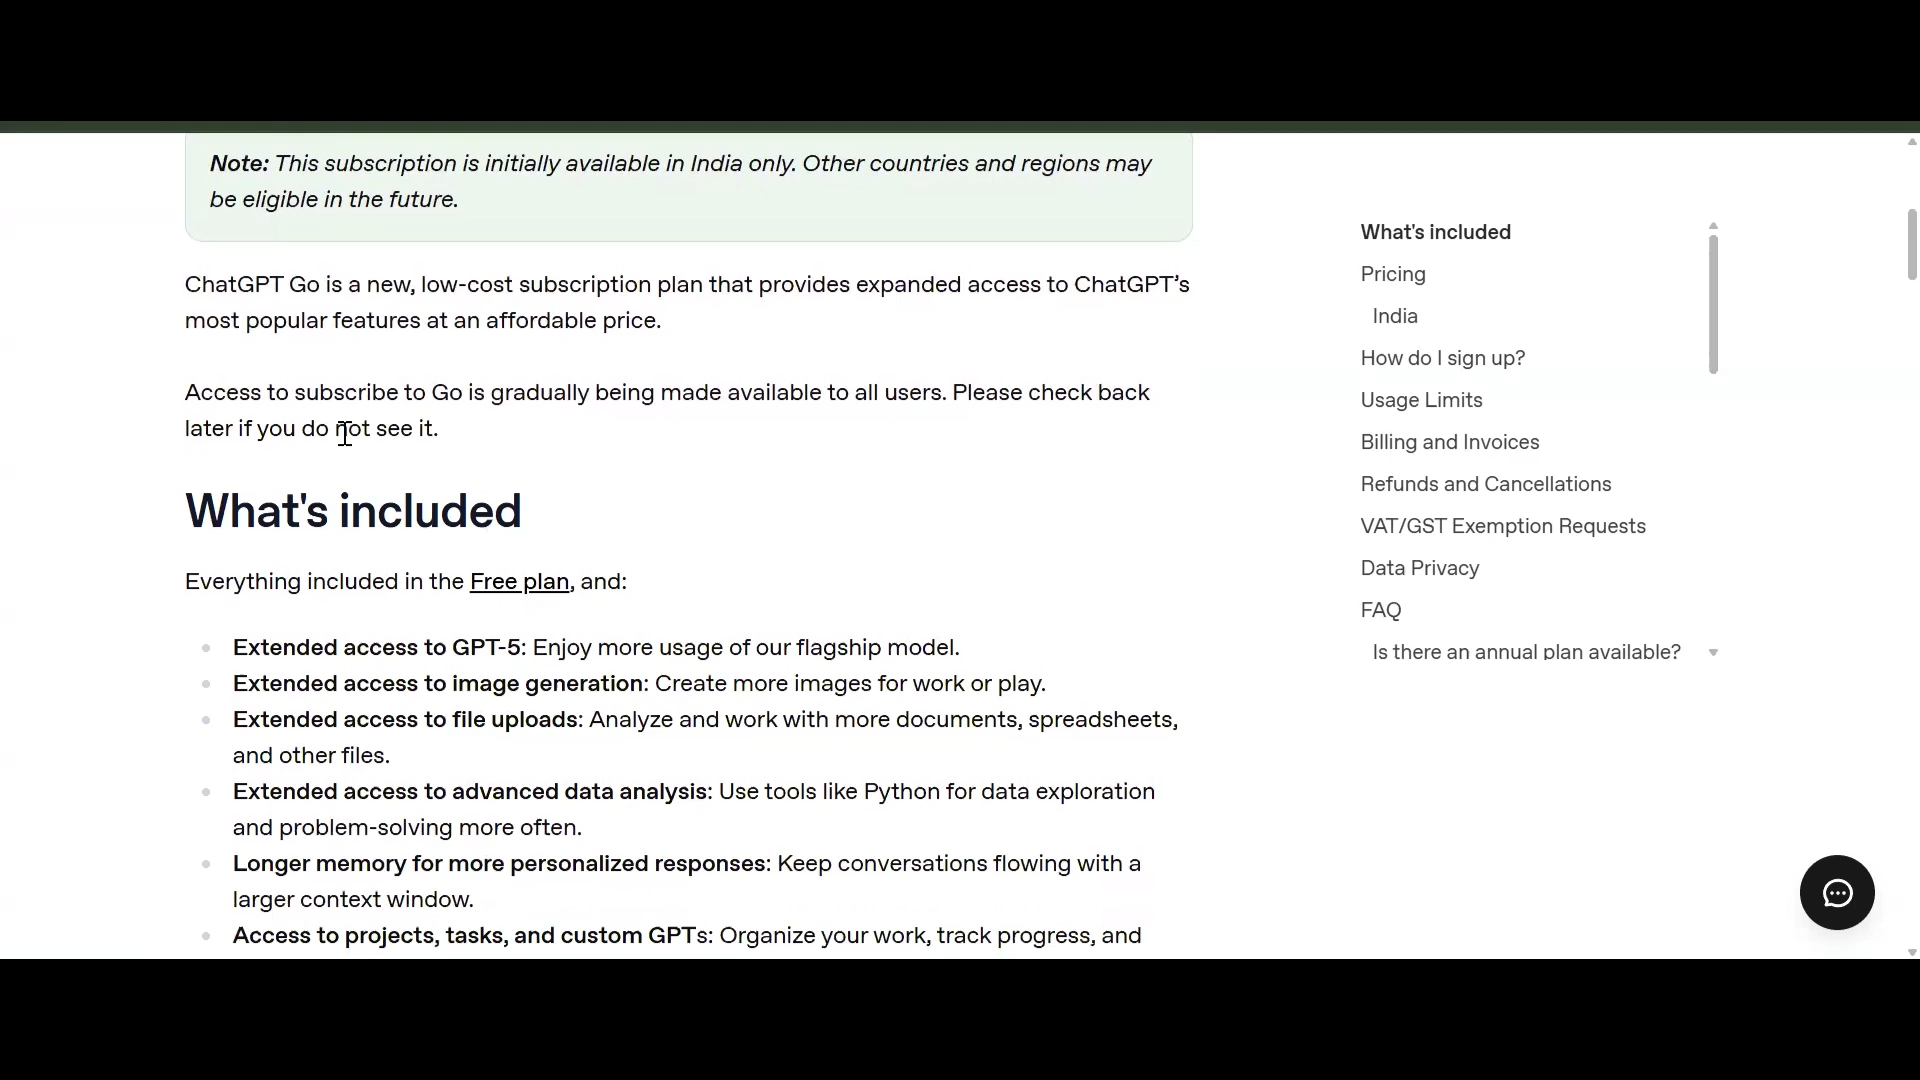 Note: This subscription is initially available in India only. Other countries and regions may
be eligible in the future.
ChatGPT Go is a new, low-cost subscription plan that provides expanded access to ChatGPT’s
most popular features at an affordable price.
Access to subscribe to Go is gradually being made available to all users. Please check back
later if you do not see it.
What's included
Everything included in the Free plan, and:
Extended access to GPT-5: Enjoy more usage of our flagship model.
Extended access to image generation: Create more images for work or play.
Extended access to file uploads: Analyze and work with more documents, spreadsheets,
and other files.
Extended access to advanced data analysis: Use tools like Python for data exploration
and problem-solving more often.
Longer memory for more personalized responses: Keep conversations flowing with a
larger context window.
Access to projects, tasks, and custom GPTs: Organize your work, track progress, and
What's included
Pricing
India
How do I sign up?
Usage Limits
Billing and Invoices
Refunds and Cancellations
VAT/GST Exemption Requests
Data Privacy
FAQ
Is there an annual plan available?